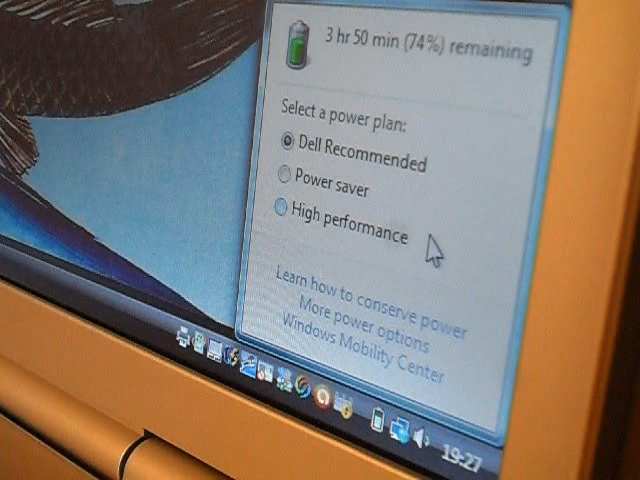 3 hr 50 min (74%) remaining
Select a power plan:
Dell Recommended
Power saver
High performance
Learn how to conserve power
More power options
Windows Mobility Center
19:27